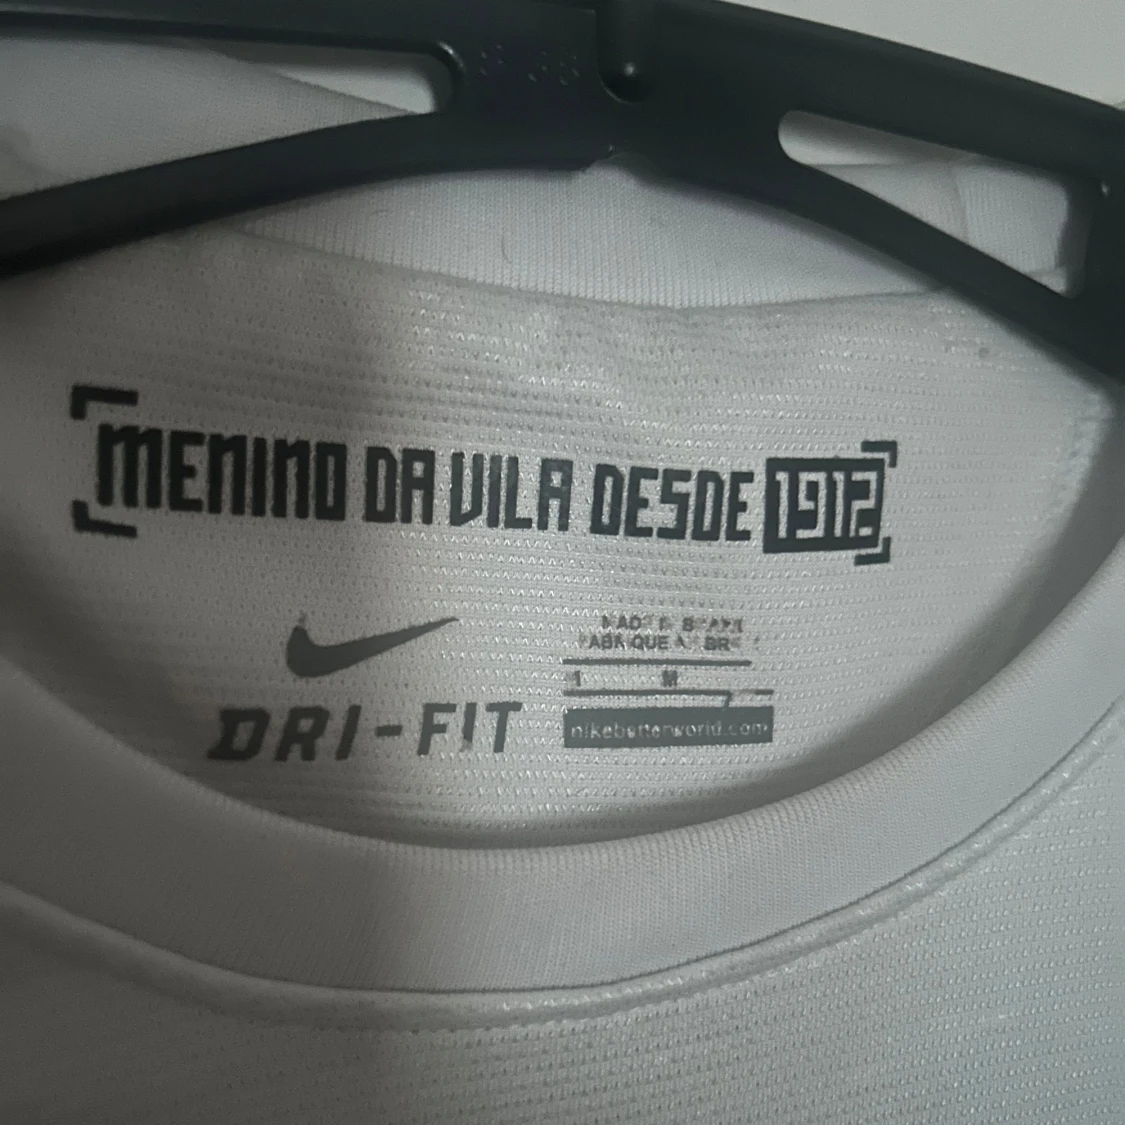 MENINO DA VILA DESDE 1912
DRI-FIT
M
nikebetterworld.com